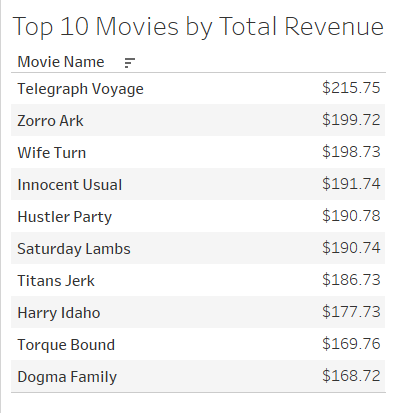 Top 10 Movies by Total Revenue
Movie Name
Telegraph Voyage $215.75
Zorro Ark $199.72
Wife Turn $198.73
Innocent Usual $191.74
Hustler Party $190.78
Saturday Lambs $190.74
Titans Jerk $186.73
Harry Idaho $177.73
Torque Bound $169.76
Dogma Family $168.72